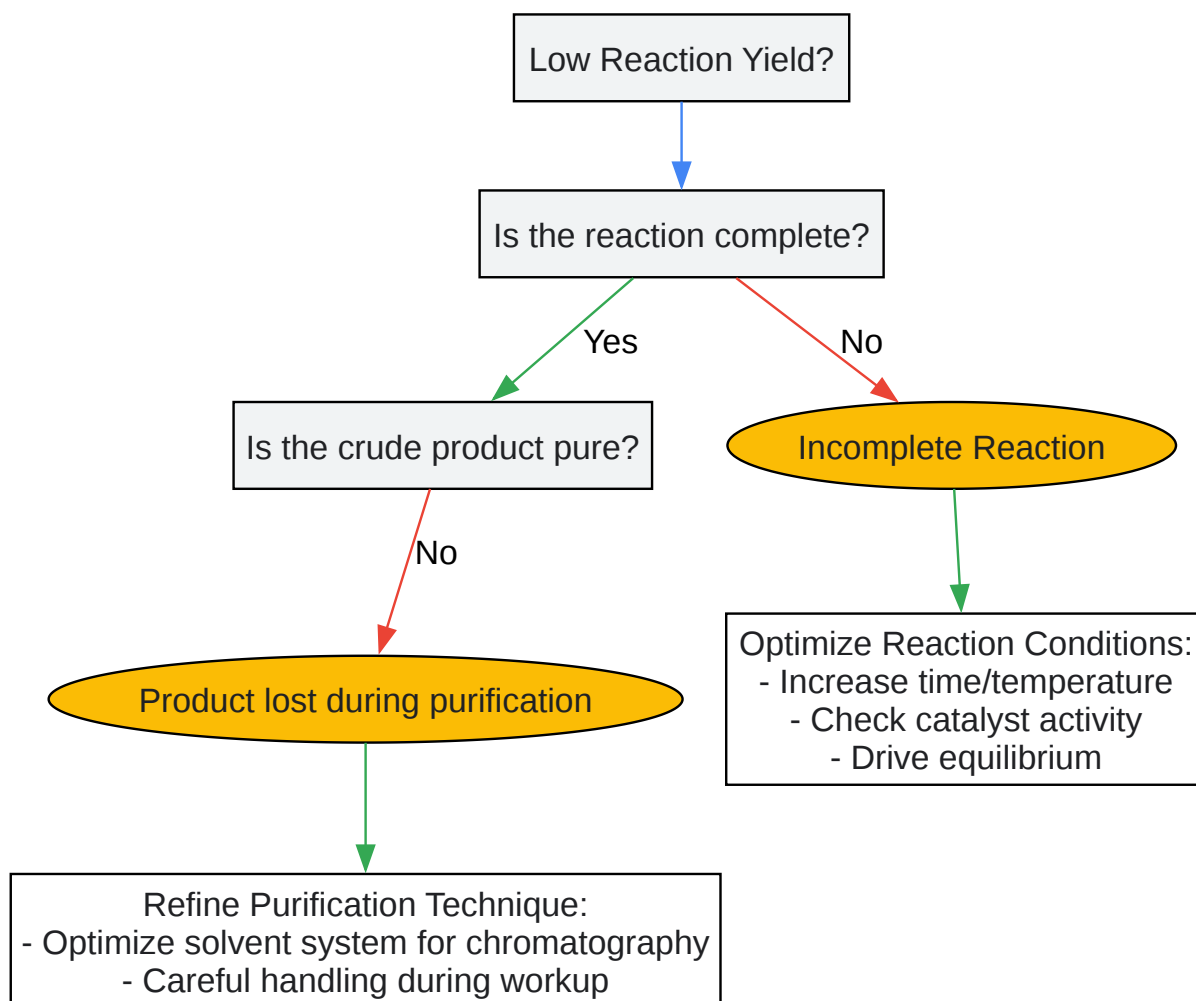 Low Reaction Yield?
Is the reaction complete?
Yes
No
Is the crude product pure?
Incomplete Reaction
No
Optimize Reaction Conditions:
- Increase time/temperature
- Check catalyst activity
- Drive equilibrium
Product lost during purification
Refine Purification Technique:
- Optimize solvent system for chromatography
- Careful handling during workup